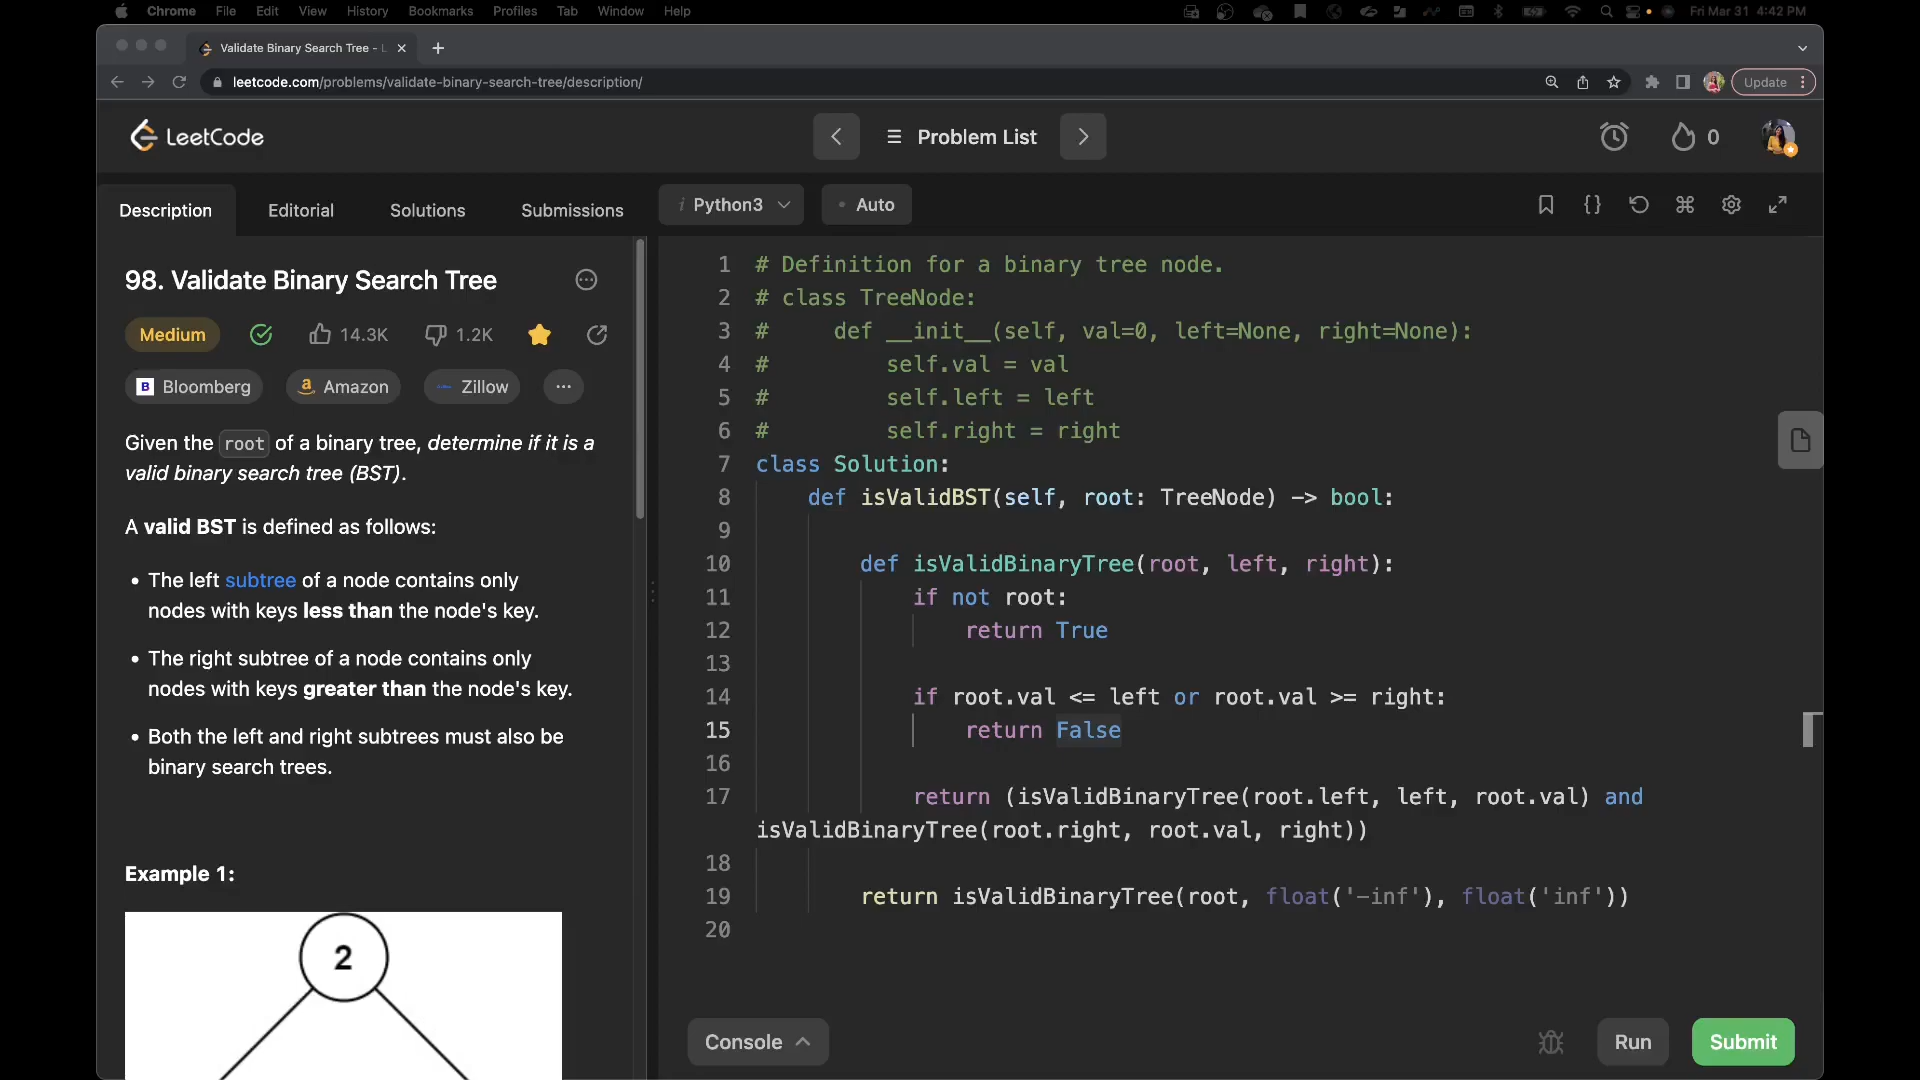 Chrome File Edit View History Bookmarks Profiles Tab Window Help Fri Mar 31 4:42 PM
Validate Binary Search Tree - L
leetcode.com/problems/validate-binary-search-tree/description/ Update
LeetCode Problem List 0
Description Editorial Solutions Submissions
98. Validate Binary Search Tree
Medium 14.3K 1.2K
B Bloomberg a Amazon Zillow ...
Given the root of a binary tree, determine if it is a
valid binary search tree (BST).
A valid BST is defined as follows:
• The left subtree of a node contains only
nodes with keys less than the node's key.
• The right subtree of a node contains only
nodes with keys greater than the node's key.
• Both the left and right subtrees must also be
binary search trees.
Example 1:
2
i Python3 • Auto {}
1 # Definition for a binary tree node.
2 # class TreeNode:
3 #     def __init__(self, val=0, left=None, right=None):
4 #         self.val = val
5 #         self.left = left
6 #         self.right = right
7 class Solution:
8     def isValidBST(self, root: TreeNode) -> bool:
9
10         def isValidBinaryTree(root, left, right):
11             if not root:
12                 return True
13
14             if root.val <= left or root.val >= right:
15                 return False
16
17             return (isValidBinaryTree(root.left, left, root.val) and
isValidBinaryTree(root.right, root.val, right))
18
19         return isValidBinaryTree(root, float('-inf'), float('inf'))
20
Console Run Submit